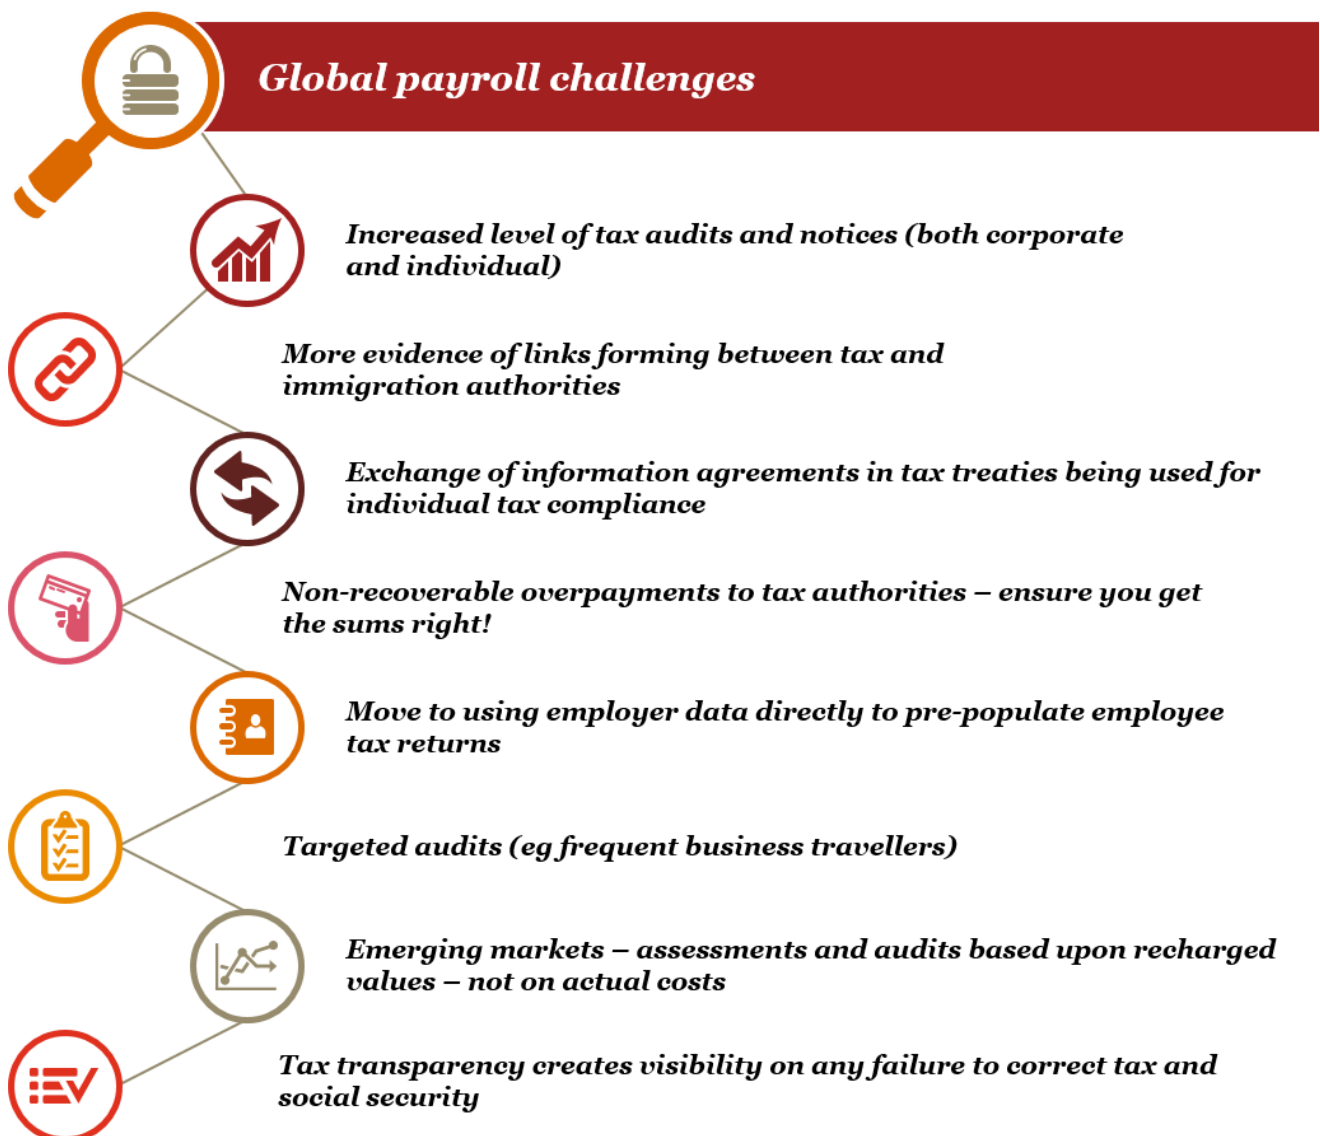 Global payroll challenges
Increased level of tax audits and notices (both corporate
and individual)
More evidence of links forming between tax and
immigration authorities
Exchange of information agreements in tax treaties being used for
individual tax compliance
Non-recoverable overpayments to tax authorities – ensure you get
the sums right!
Move to using employer data directly to pre-populate employee
tax returns
Targeted audits (eg frequent business travellers)
Emerging markets – assessments and audits based upon recharged
values – not on actual costs
Tax transparency creates visibility on any failure to correct tax and
social security